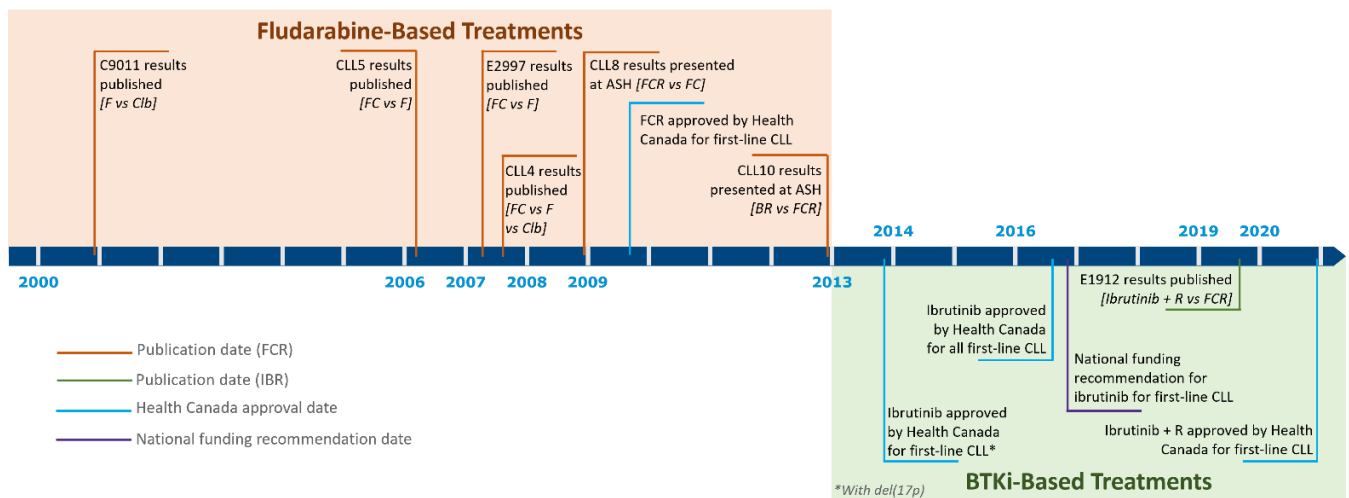 Fludarabine-Based Treatments
C9011 results
published
[F vs Clb]
CLL5 results
published
[FC vs F]
E2997 results
published
[FC vs F]
CLL8 results presented
at ASH [FCR vs FC]
FCR approved by Health
Canada for first-line CLL
CLL4 results
published
[FC vs F
vs Clb]
CLL10 results
presented at ASH
[BR vs FCR]
2014
2016
2019
2020
2000
2006
2007
2008
2009
2013
E1912 results published
[Ibrutinib + R vs FCR]
Ibrutinib approved
by Health Canada
for all first-line CLL
National funding
recommendation for
ibrutinib for first-line CLL
Ibrutinib approved
by Health Canada
for first-line CLL*
Ibrutinib + R approved by Health
Canada for first-line CLL
Publication date (FCR)
Publication date (IBR)
Health Canada approval date
National funding recommendation date
*With del(17p)
BTKi-Based Treatments